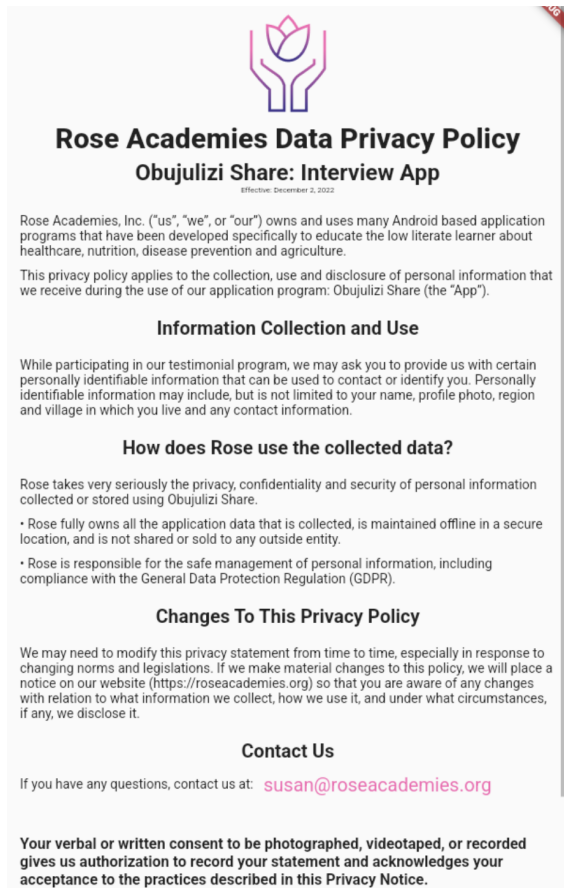 Rose Academies Data Privacy Policy
Obujulizi Share: Interview App
Effective: December 2, 2022
Rose Academies, Inc. (“us”, “we”, or “our”) owns and uses many Android based application
programs that have been developed specifically to educate the low literate learner about
healthcare, nutrition, disease prevention and agriculture.
This privacy policy applies to the collection, use and disclosure of personal information that
we receive during the use of our application program: Obujulizi Share (the “App”).
Information Collection and Use
While participating in our testimonial program, we may ask you to provide us with certain
personally identifiable information that can be used to contact or identify you. Personally
identifiable information may include, but is not limited to your name, profile photo, region
and village in which you live and any contact information.
How does Rose use the collected data?
Rose takes very seriously the privacy, confidentiality and security of personal information
collected or stored using Obujulizi Share.
• Rose fully owns all the application data that is collected, is maintained offline in a secure
location, and is not shared or sold to any outside entity.
• Rose is responsible for the safe management of personal information, including
compliance with the General Data Protection Regulation (GDPR).
Changes To This Privacy Policy
We may need to modify this privacy statement from time to time, especially in response to
changing norms and legislations. If we make material changes to this policy, we will place a
notice on our website (https://roseacademies.org) so that you are aware of any changes
with relation to what information we collect, how we use it, and under what circumstances,
if any, we disclose it.
Contact Us
If you have any questions, contact us at: susan@roseacademies.org
Your verbal or written consent to be photographed, videotaped, or recorded
gives us authorization to record your statement and acknowledges your
acceptance to the practices described in this Privacy Notice.